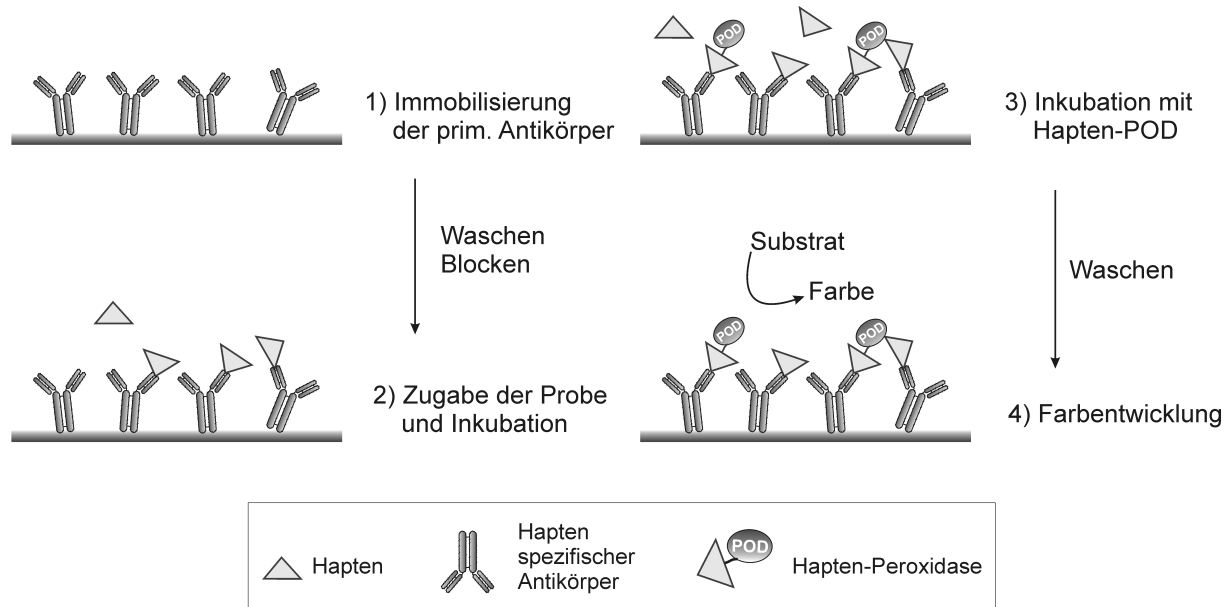 1) Immobilisierung
der prim. Antikörper
Waschen
Blocken
2) Zugabe der Probe
und Inkubation
POD
POD
3) Inkubation mit
Hapten-POD
Waschen
Substrat
Farbe
POD
POD
4) Farbentwicklung
Hapten
Hapten
spezifischer
Antikörper
POD
Hapten-Peroxidase